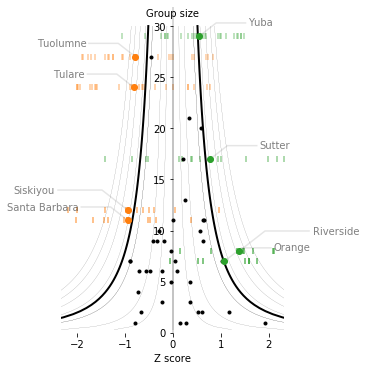 Group size
30
Yuba
Tuolumne
25
Tulare
20
Sutter
15
Siskiyou
Santa Barbara
10
Riverside
Orange
5
0
−2 −1 0 1 2
Z score